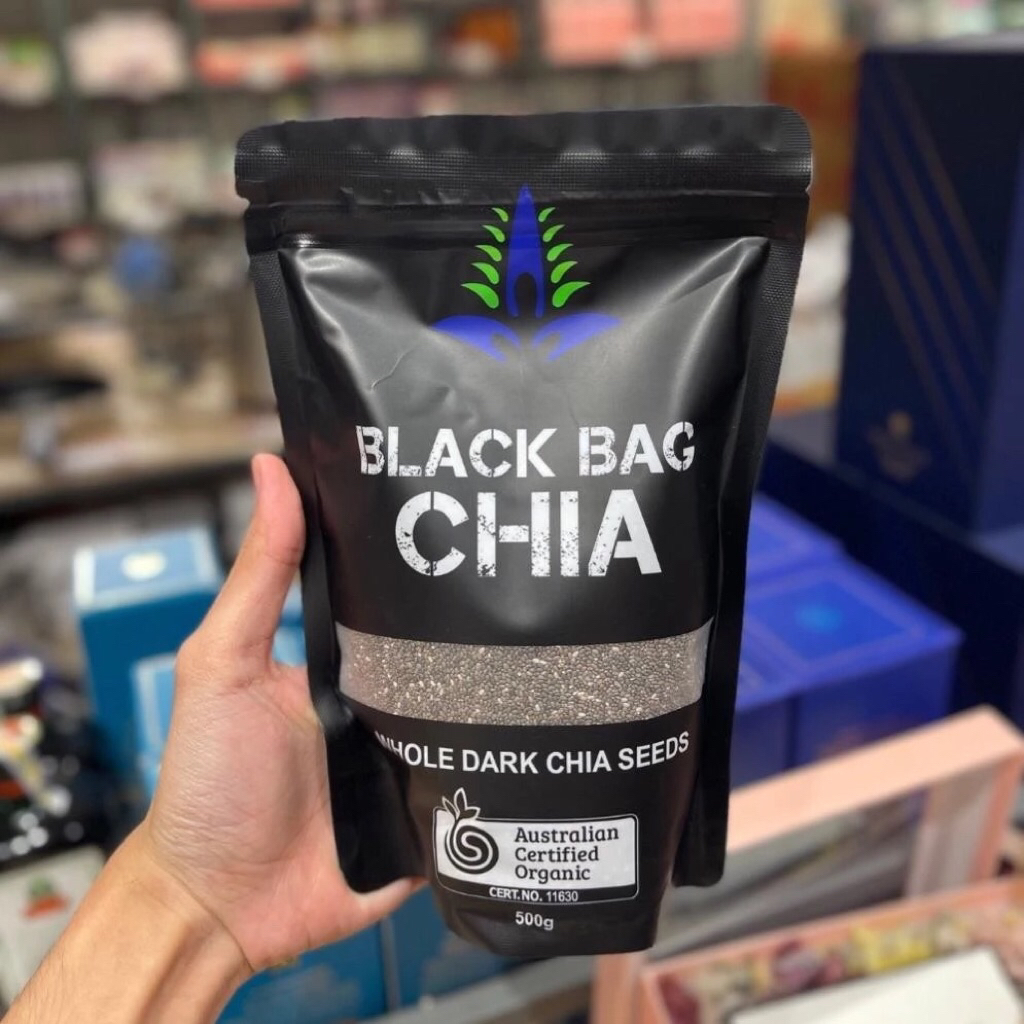 BLACK BAG
CHIA
WHOLE DARK CHIA SEEDS
Australian
Certified
Organic
CERT. NO. 11630
500g